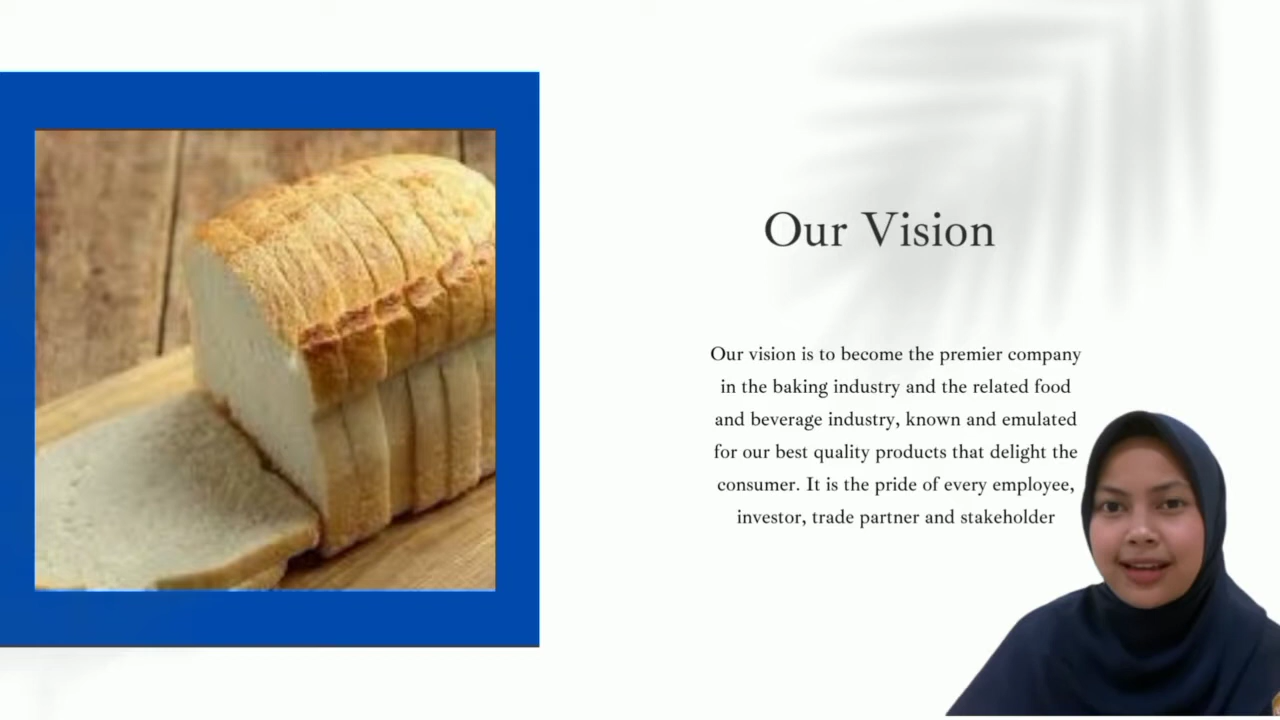 Our Vision
Our vision is to become the premier company
in the baking industry and the related food
and beverage industry, known and emulated
for our best quality products that delight the
consumer. It is the pride of every employee,
investor, trade partner and stakeholder